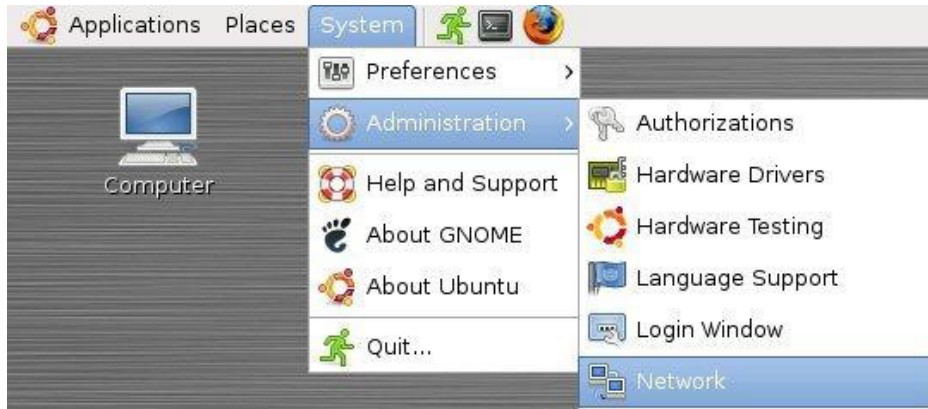 Applications Places System
Preferences
Administration
Authorizations
Computer
Hardware Drivers
Help and Support
Hardware Testing
About GNOME
Language Support
About Ubuntu
Login Window
Quit...
Network